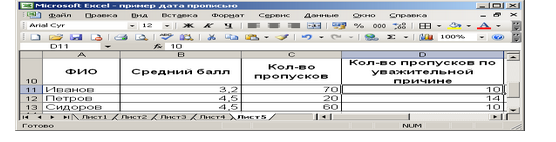 Microsoft Excel - пример дата прописью
Файл Правка Вид Вставка Формат Сервис Данные Окно Справка
Arial Cyr 12 Ж К Ч % 000
100%
D11 fx 10
A B C D
10 ФИО Средний балл Кол-во пропусков Кол-во пропусков по уважительной причине
11 Иванов 3,2 70 10
12 Петров 4,5 20 14
13 Сидоров 4,5 60 10
Лист1 Лист2 Лист3 Лист4 Лист5
Готово NUM